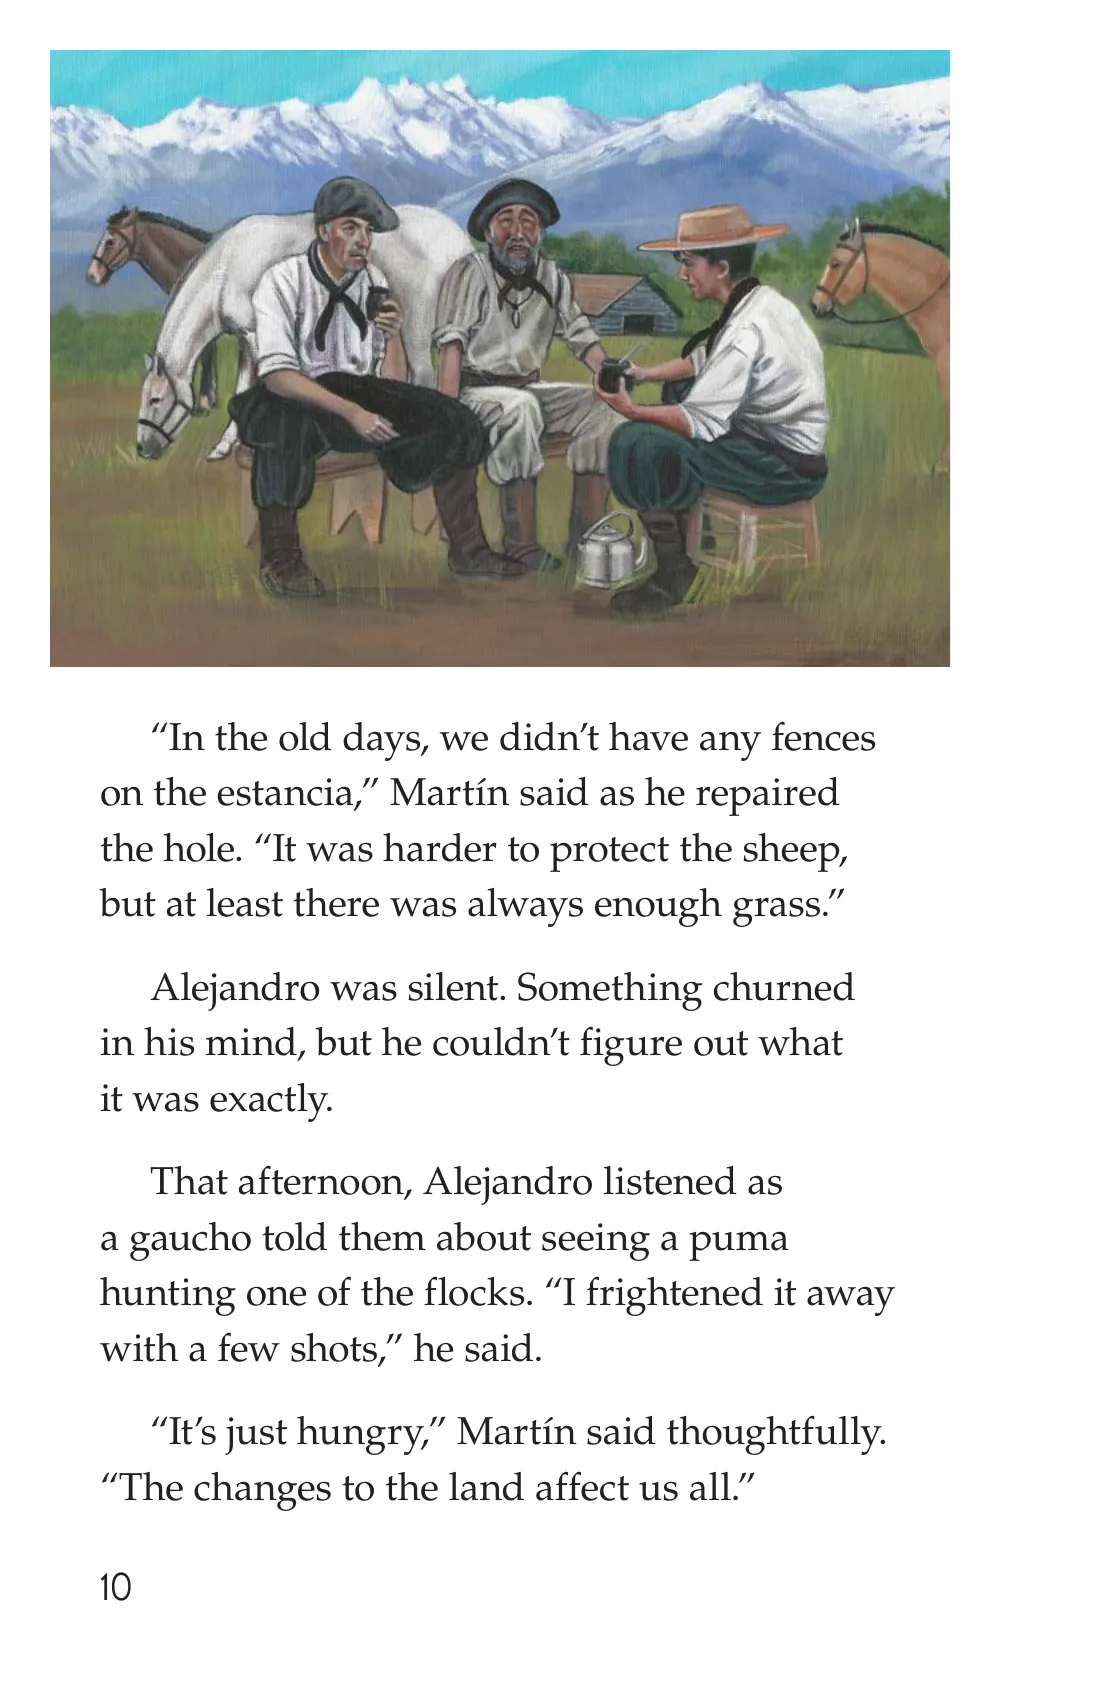 “In the old days, we didn’t have any fences
on the estancia,” Martín said as he repaired
the hole. “It was harder to protect the sheep,
but at least there was always enough grass.”
Alejandro was silent. Something churned
in his mind, but he couldn’t figure out what
it was exactly.
That afternoon, Alejandro listened as
a gaucho told them about seeing a puma
hunting one of the flocks. “I frightened it away
with a few shots,” he said.
“It’s just hungry,” Martín said thoughtfully.
“The changes to the land affect us all.”
10